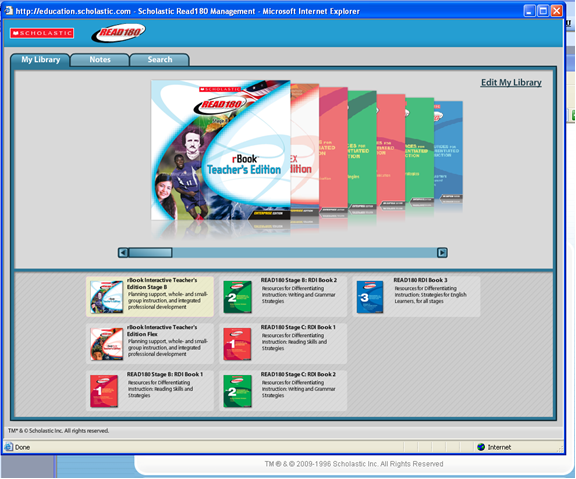 http://education.scholastic.com - Scholastic Read180 Management - Microsoft Internet Explorer
SCHOLASTIC READ180
My Library Notes Search
Edit My Library
SCHOLASTIC
READ180
rBook
Teacher's Edition
ENTERPRISE EDITION
rBook Interactive Teacher's
Edition Stage B
Planning support, whole- and small-
group instruction, and integrated
professional development
READ180 Stage B: RDI Book 2
Resources for Differentiating
Instruction: Writing and Grammar
Strategies
READ180 RDI Book 3
Resources for Differentiating
Instruction: Strategies for English
Learners, for all stages
rBook Interactive Teacher's
Edition Flex
Planning support, whole- and small-
group instruction, and integrated
professional development
READ180 Stage C: RDI Book 1
Resources for Differentiating
Instruction: Reading Skills and
Strategies
READ180 Stage B: RDI Book 1
Resources for Differentiating
Instruction: Reading Skills and
Strategies
READ180 Stage C: RDI Book 2
Resources for Differentiating
Instruction: Writing and Grammar
Strategies
TM® & © Scholastic Inc. All rights reserved.
Done Internet
TM ® & © 2009-1996 Scholastic Inc. All Rights Reserved